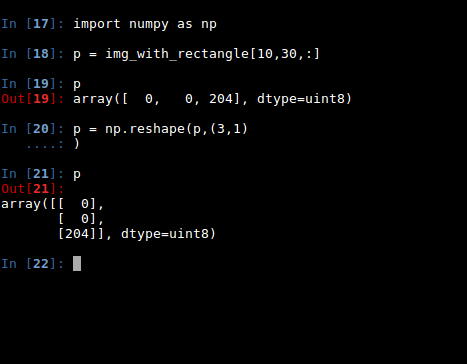 In [17]: import numpy as np
In [18]: p = img_with_rectangle[10,30,:]
In [19]: p
Out[19]: array([  0,   0, 204], dtype=uint8)
In [20]: p = np.reshape(p,(3,1)
   ....: )
In [21]: p
Out[21]:
array([[  0],
       [  0],
       [204]], dtype=uint8)
In [22]: